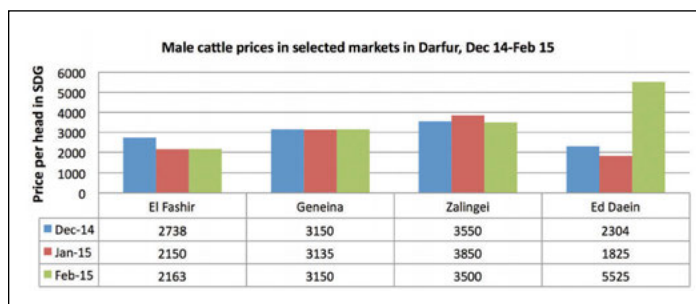 Male cattle prices in selected markets in Darfur, Dec 14-Feb 15
Price per head in SDG
6000
5000
4000
3000
2000
1000
0
El Fashir Geneina Zalingei Ed Daein
Dec-14 2738 3150 3550 2304
Jan-15 2150 3135 3850 1825
Feb-15 2163 3150 3500 5525